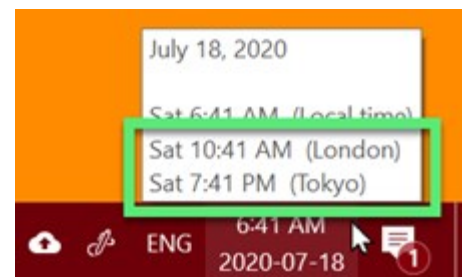 July 18, 2020
Sat 6:41 AM (Local time)
Sat 10:41 AM (London)
Sat 7:41 PM (Tokyo)
ENG
6:41 AM
2020-07-18
1